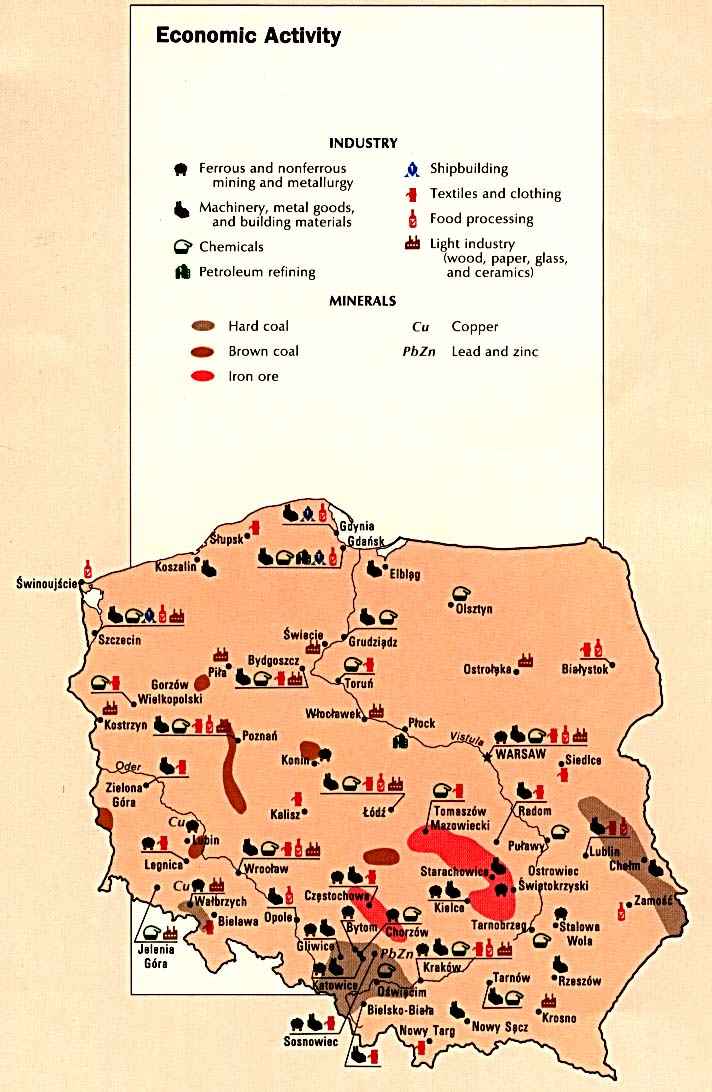 Economic Activity
INDUSTRY
Ferrous and nonferrous
mining and metallurgy
Machinery, metal goods,
and building materials
Chemicals
Petroleum refining
Shipbuilding
Textiles and clothing
Food processing
Light industry
(wood, paper, glass,
and ceramics)
MINERALS
Hard coal
Brown coal
Iron ore
Cu Copper
PbZn Lead and zinc
Gdynia
Słupsk
Gdańsk
Koszalin
Elbląg
Świnoujście
Olsztyn
Szczecin
Świecie
Grudziądz
Piła
Bydgoszcz
Ostrołęka
Białystok
Gorzów
Wielkopolski
Toruń
Kostrzyn
Włocławek
Płock
Vistula
Poznań
WARSAW
Konin
Siedlce
Oder
Zielona
Góra
Kalisz
Łódź
Tomaszów
Mazowiecki
Radom
Cu
Lubin
Puławy
Lublin
Legnica
Wrocław
Chełm
Starachowice
Ostrowiec
Świętokrzyski
Cu
Wałbrzych
Częstochowa
Kielce
Zamość
Bielawa
Opole
Bytom
Chorzów
Tarnobrzeg
Stalowa
Wola
Jelenia
Góra
Gliwice
PbZn
Kraków
Katowice
Oświęcim
Tarnów
Rzeszów
Bielsko-Biała
Krosno
Sosnowiec
Nowy Targ
Nowy Sącz